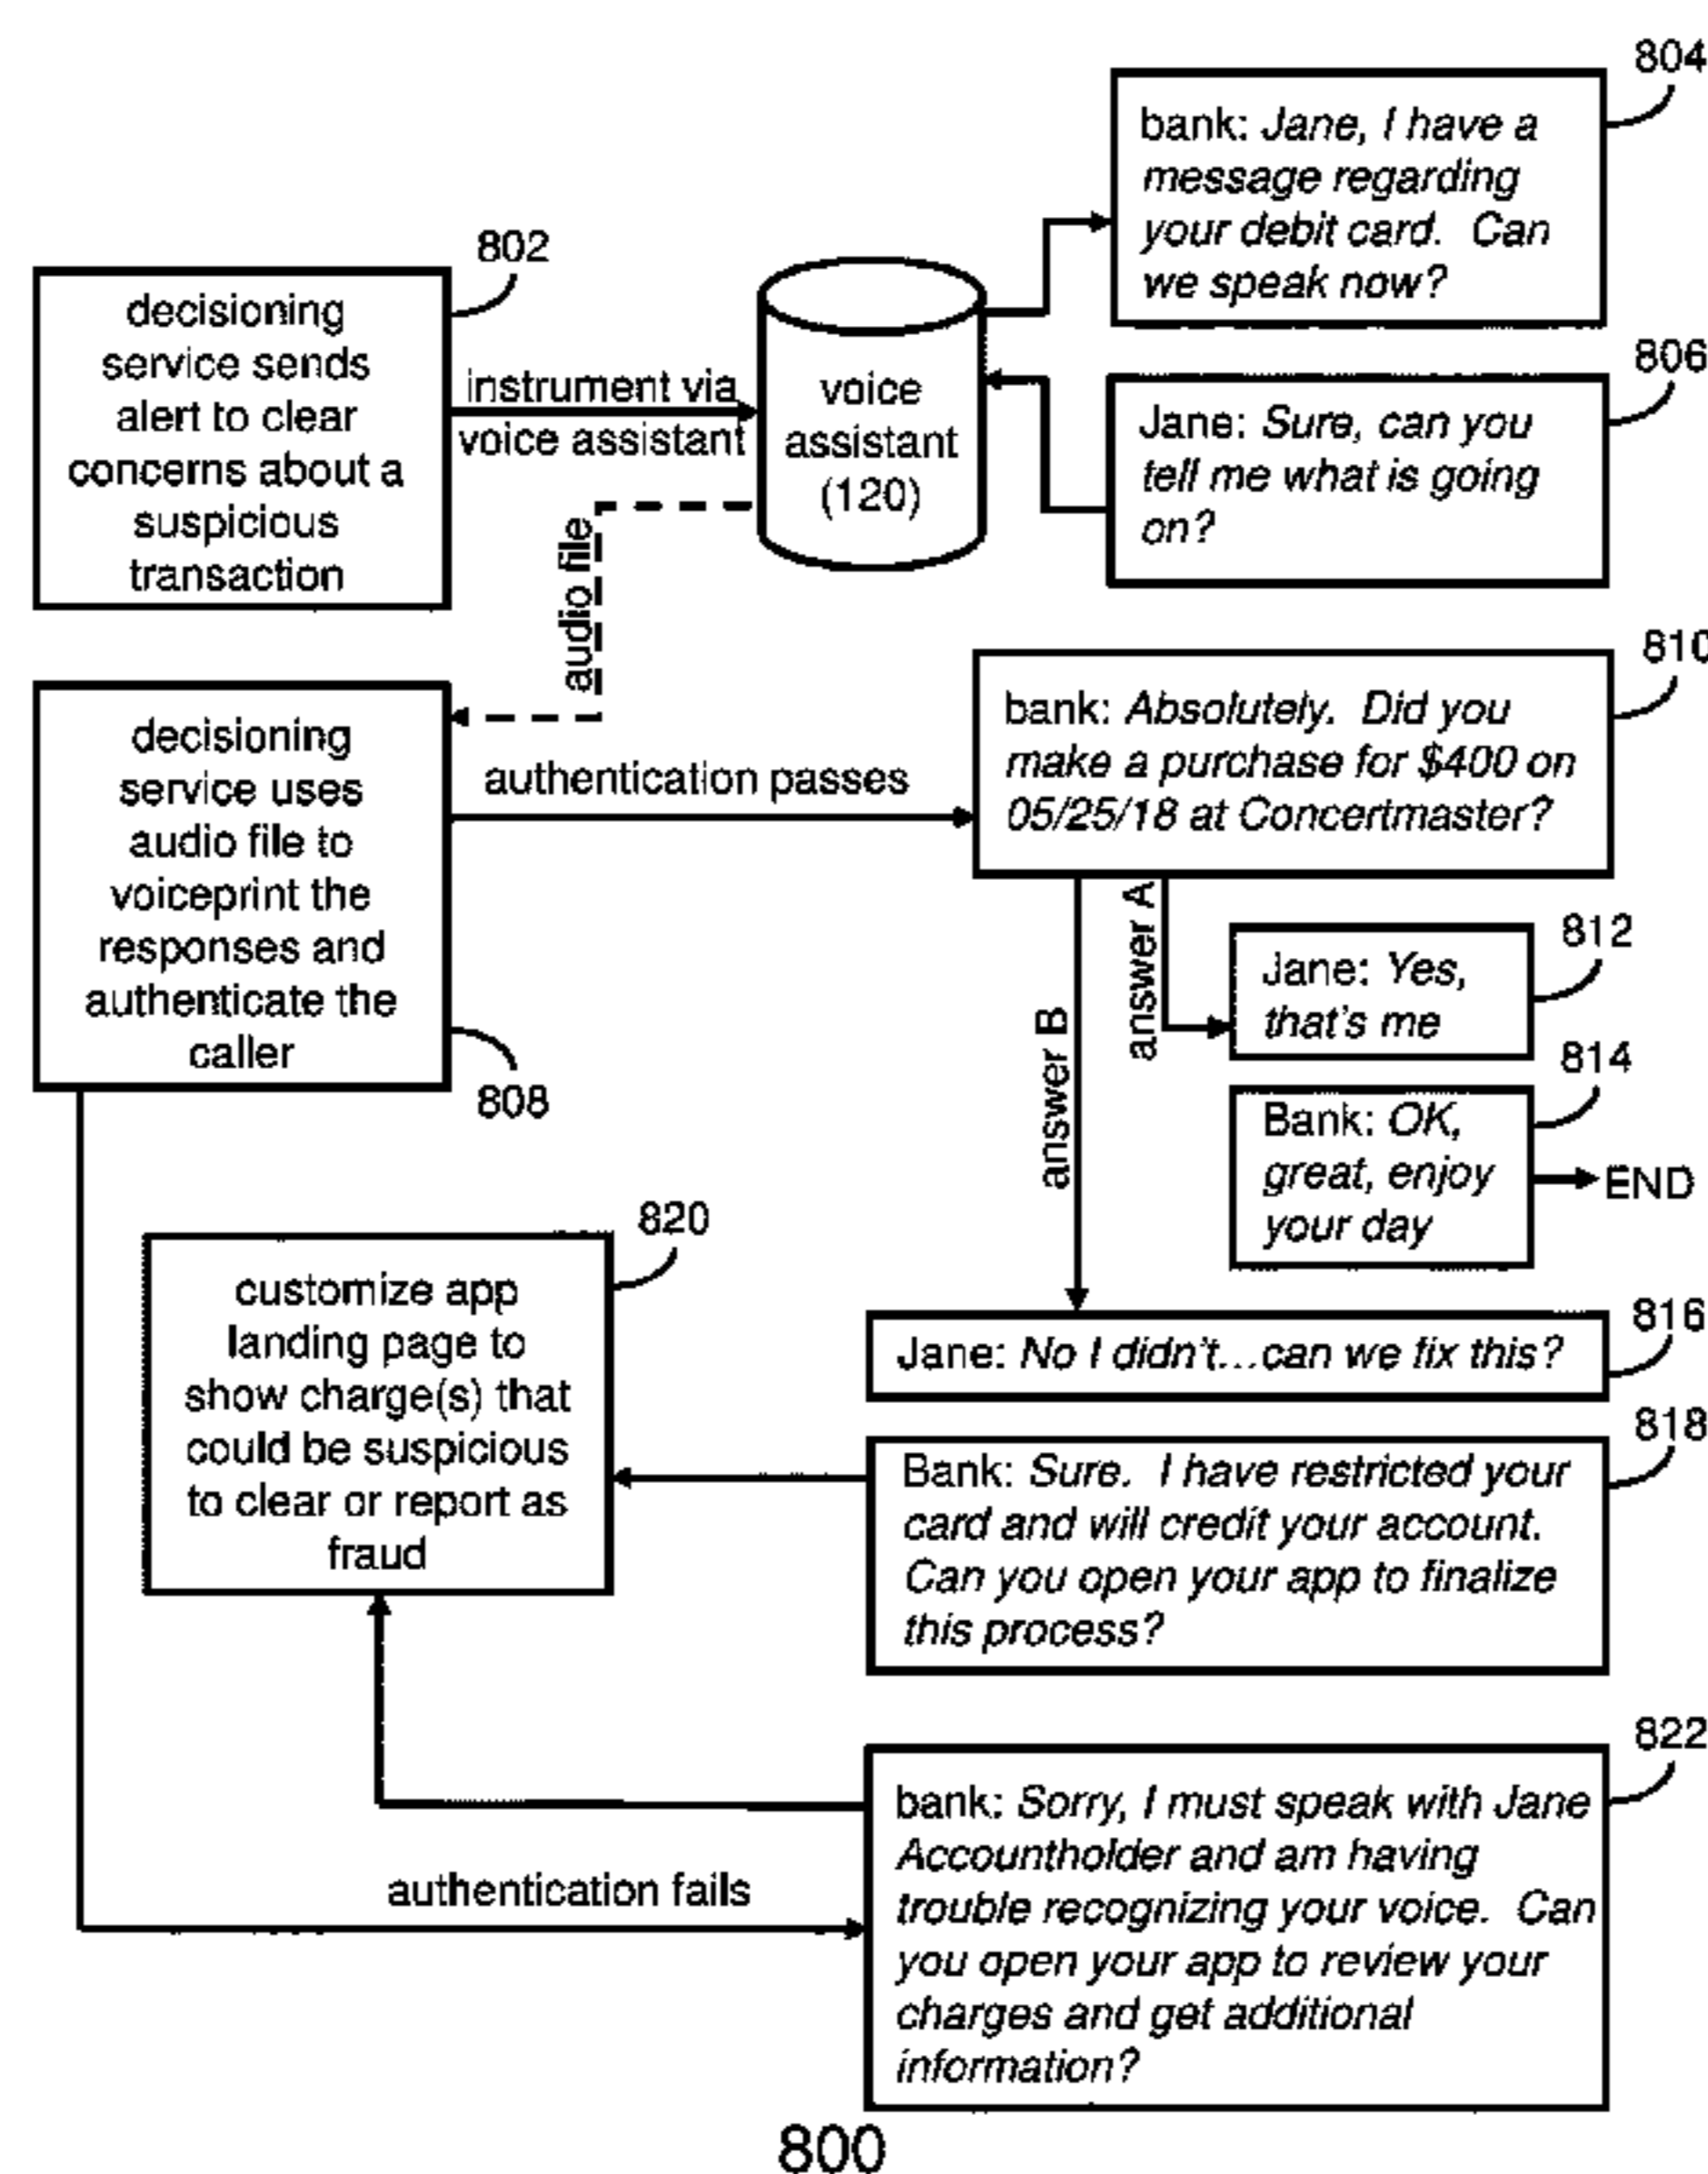 804
bank: Jane, I have a
message regarding
your debit card. Can
we speak now?
802
decisioning
service sends
alert to clear
concerns about a
suspicious
transaction
instrument via
voice assistant
voice
assistant
(120)
806
Jane: Sure, can you
tell me what is going
on?
audio file
810
bank: Absolutely. Did you
make a purchase for $400 on
05/25/18 at Concertmaster?
decisioning
service uses
audio file to
voiceprint the
responses and
authenticate the
caller
808
authentication passes
answer A
answer B
812
Jane: Yes,
that's me
814
Bank: OK,
great, enjoy
your day
END
820
customize app
landing page to
show charge(s) that
could be suspicious
to clear or report as
fraud
816
Jane: No I didn't...can we fix this?
818
Bank: Sure. I have restricted your
card and will credit your account.
Can you open your app to finalize
this process?
822
bank: Sorry, I must speak with Jane
Accountholder and am having
trouble recognizing your voice. Can
you open your app to review your
charges and get additional
information?
authentication fails
800